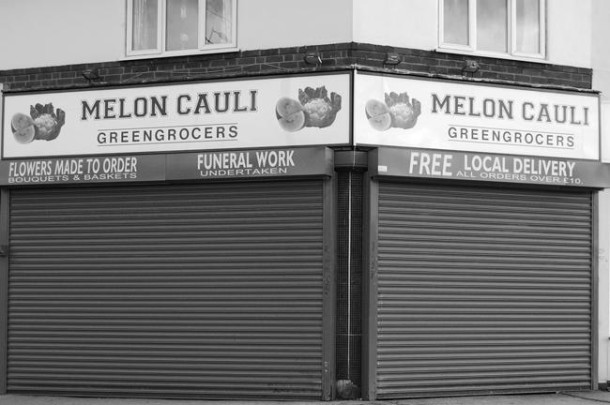 MELON CAULI
GREENGROCERS
FLOWERS MADE TO ORDER
BOUQUETS & BASKETS
FUNERAL WORK
UNDERTAKEN
MELON CAULI
GREENGROCERS
FREE LOCAL DELIVERY
ALL ORDERS OVER £10.